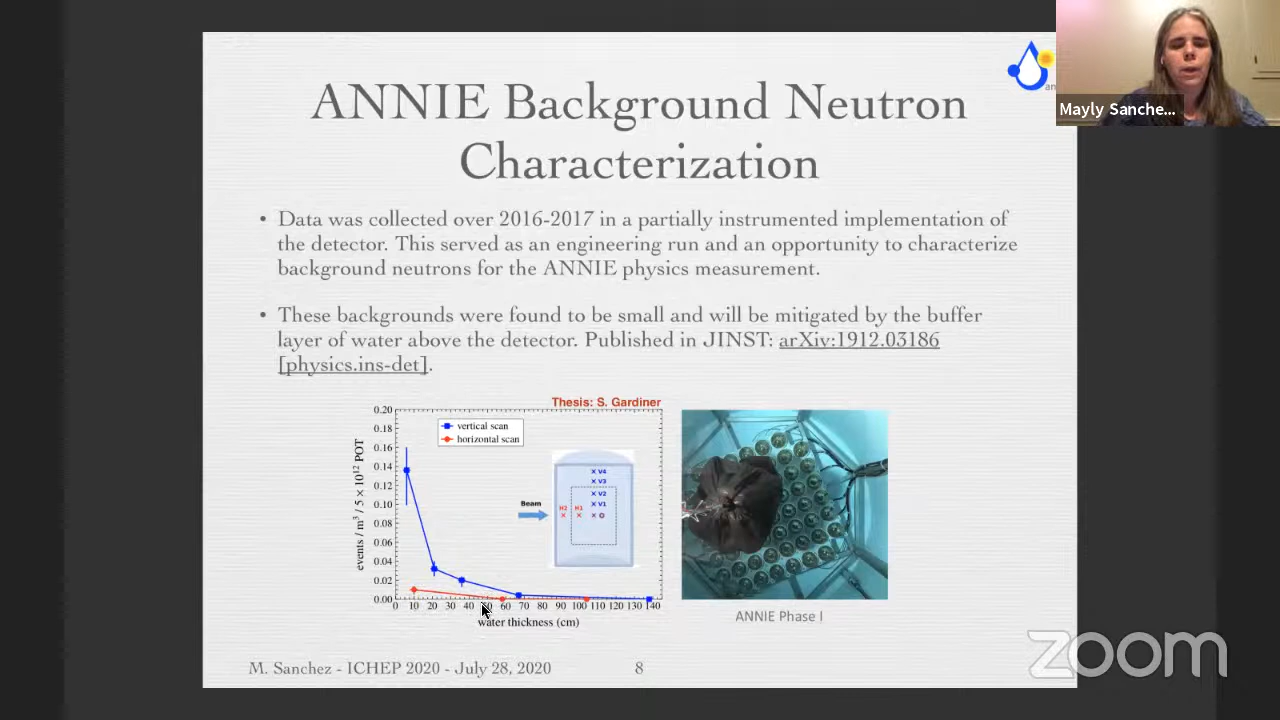 ANNIE Background Neutron
Characterization
Mayly Sanche...
• Data was collected over 2016-2017 in a partially instrumented implementation of
the detector. This served as an engineering run and an opportunity to characterize
background neutrons for the ANNIE physics measurement.
• These backgrounds were found to be small and will be mitigated by the buffer
layer of water above the detector. Published in JINST: arXiv:1912.03186
[physics.ins-det].
Thesis: S. Gardiner
0.20
0.18
0.16
0.14
0.12
0.10
0.08
0.06
0.04
0.02
0.00
events / m³ / 5 × 10¹² POT
vertical scan
horizontal scan
V4
V3
V2
V1
Beam
H2 H1
0 10 20 30 40 50 60 70 80 90 100 110 120 130 140
water thickness (cm)
ANNIE Phase I
M. Sanchez - ICHEP 2020 - July 28, 2020 8
zoom